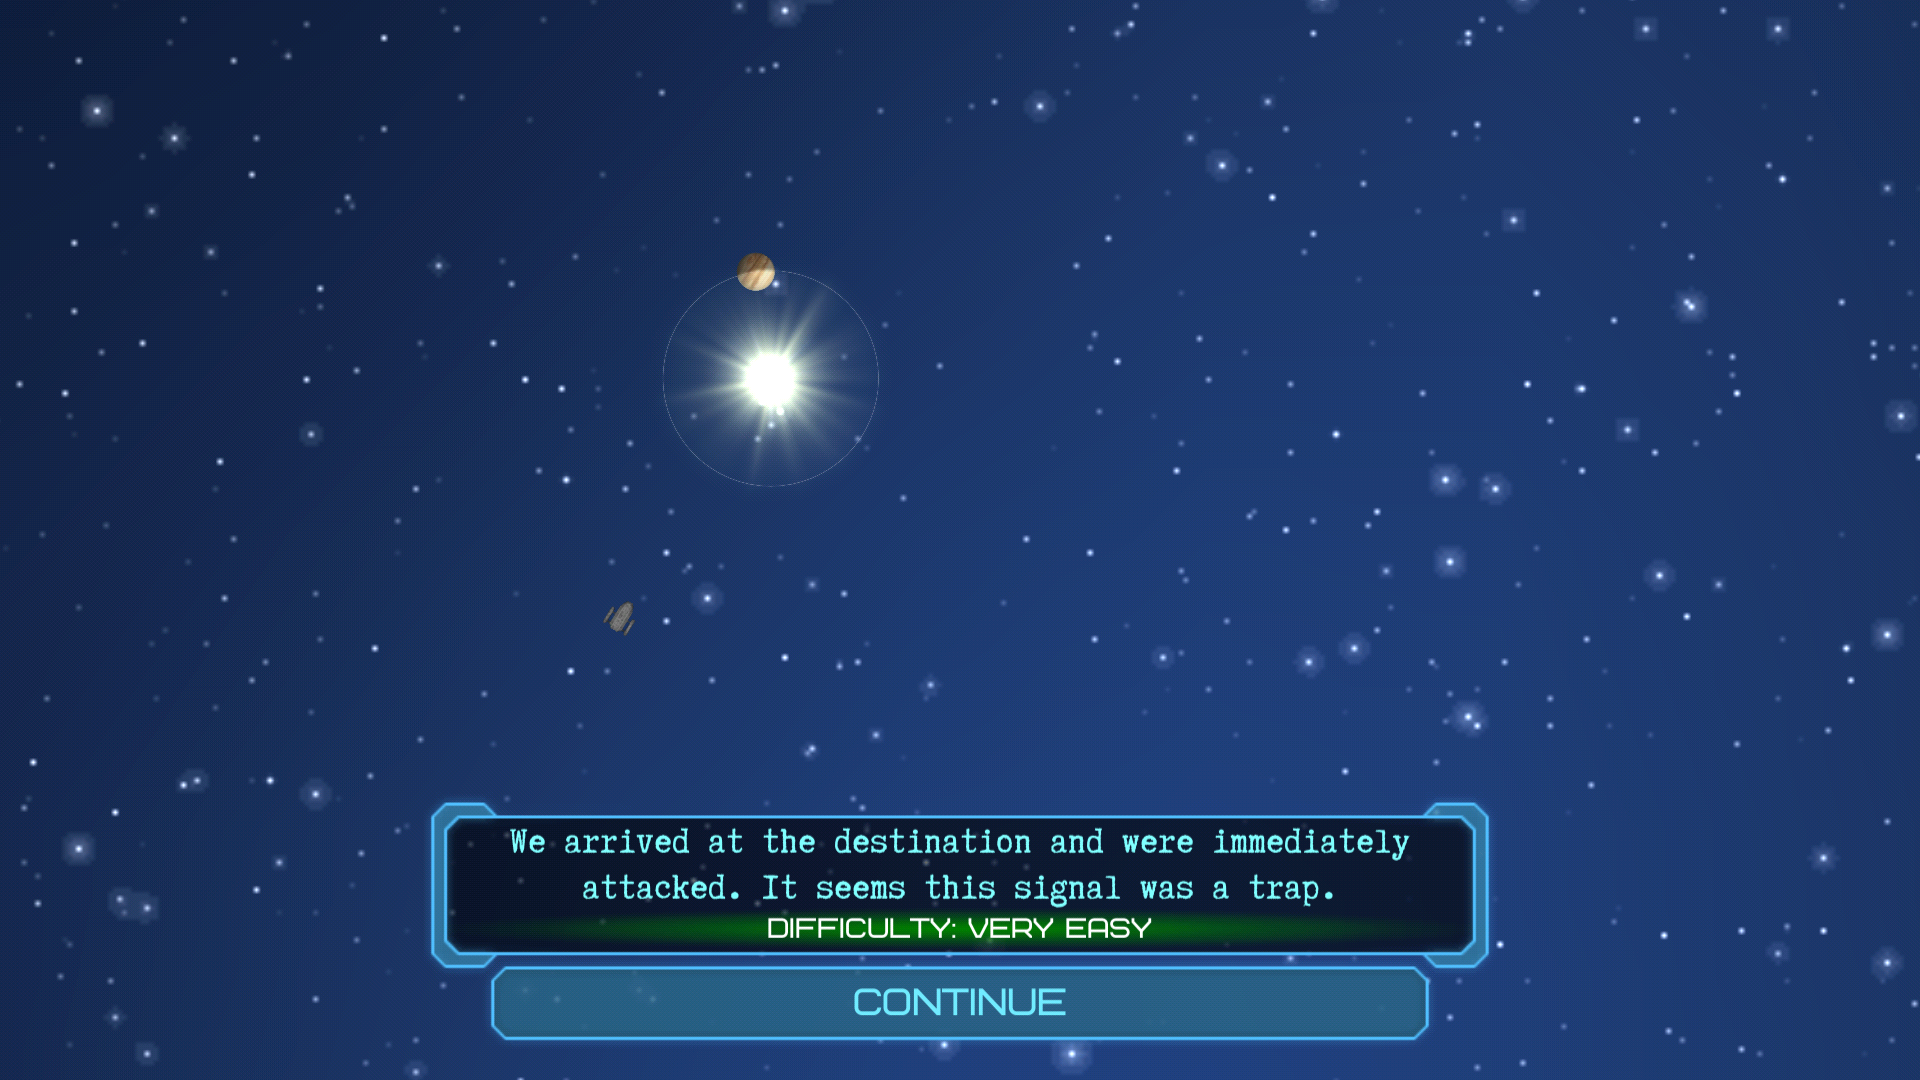 We arrived at the destination and were immediately
attacked. It seems this signal was a trap.
DIFFICULTY: VERY EASY
CONTINUE